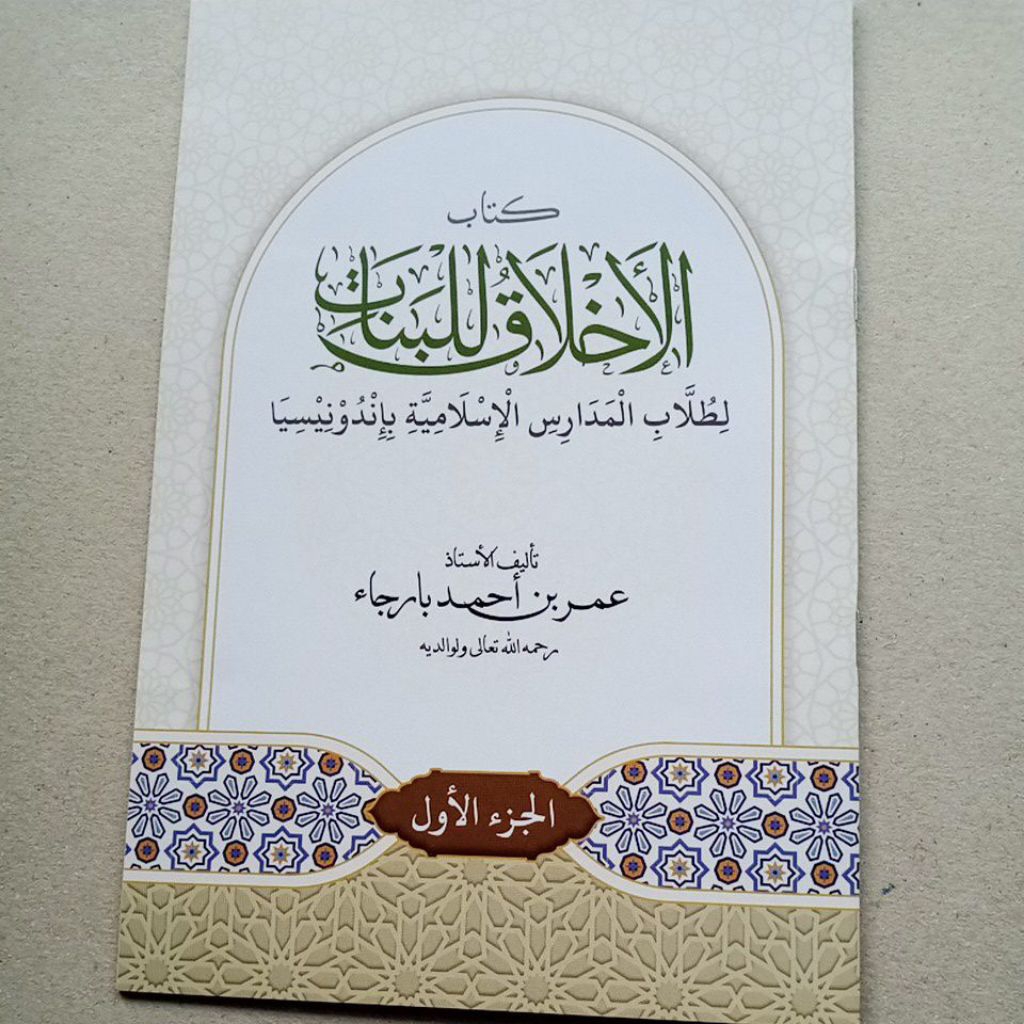 كتاب
الأخلاق للبنات
لِطُلَّابِ الْمَدَارِسِ الْإِسْلَامِيَّةِ بِإِنْدُوْنِيْسِيَا
تأليف الأستاذ
عمر بن أحمد بارجاء
رحمه الله تعالى ولوالديه
الجزء الأول